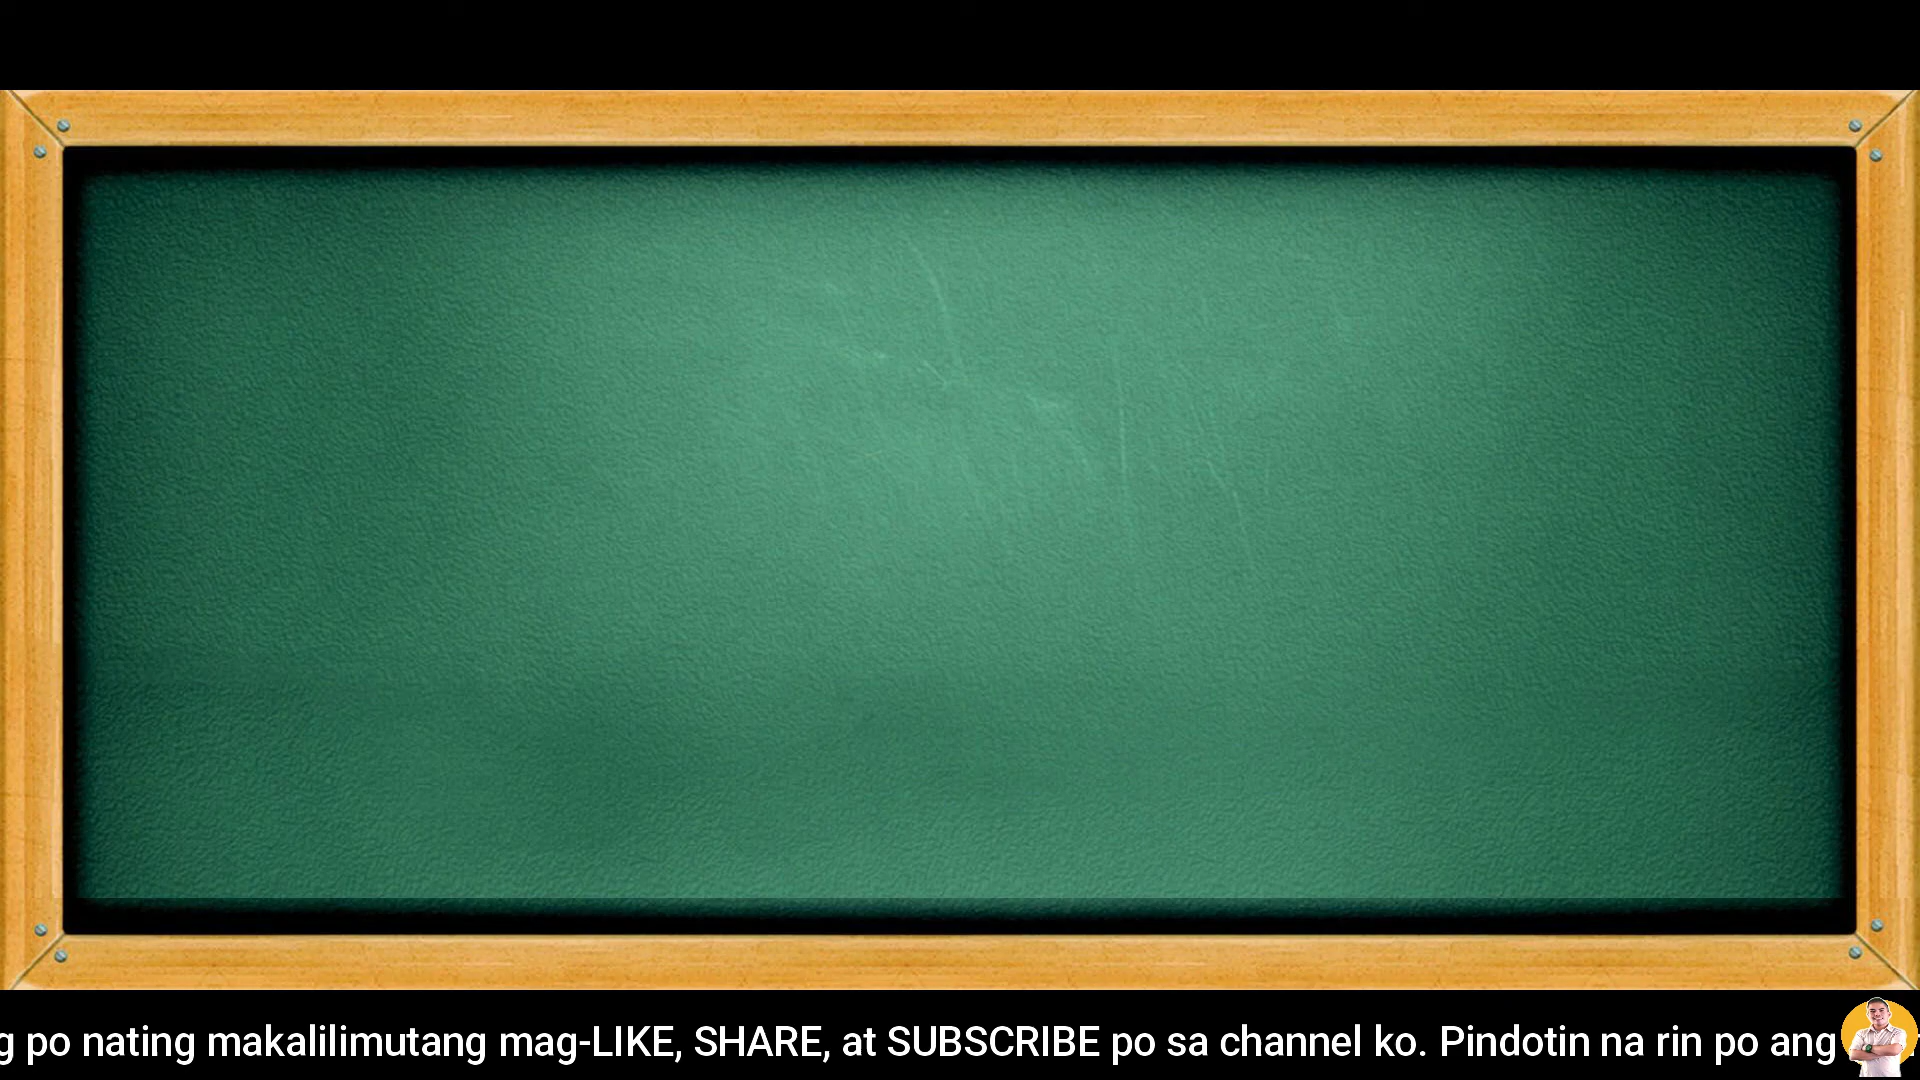 po nating makalilimutang mag-LIKE, SHARE, at SUBSCRIBE po sa channel ko. Pindotin na rin po ang